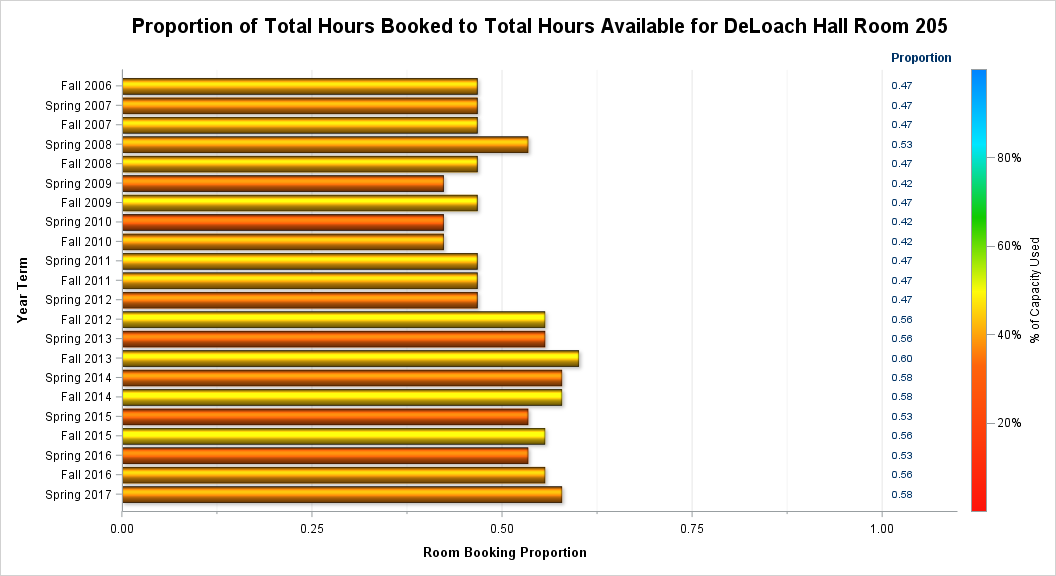 Proportion of Total Hours Booked to Total Hours Available for DeLoach Hall Room 205
Proportion
Fall 2006 0.47
Spring 2007 0.47
Fall 2007 0.47
Spring 2008 0.53
Fall 2008 0.47
Spring 2009 0.42
Fall 2009 0.47
Spring 2010 0.42
Fall 2010 0.42
Spring 2011 0.47
Fall 2011 0.47
Spring 2012 0.47
Fall 2012 0.56
Spring 2013 0.56
Fall 2013 0.60
Spring 2014 0.58
Fall 2014 0.58
Spring 2015 0.53
Fall 2015 0.56
Spring 2016 0.53
Fall 2016 0.56
Spring 2017 0.58
Year Term
0.00 0.25 0.50 0.75 1.00
Room Booking Proportion
80%
60%
40%
20%
% of Capacity Used